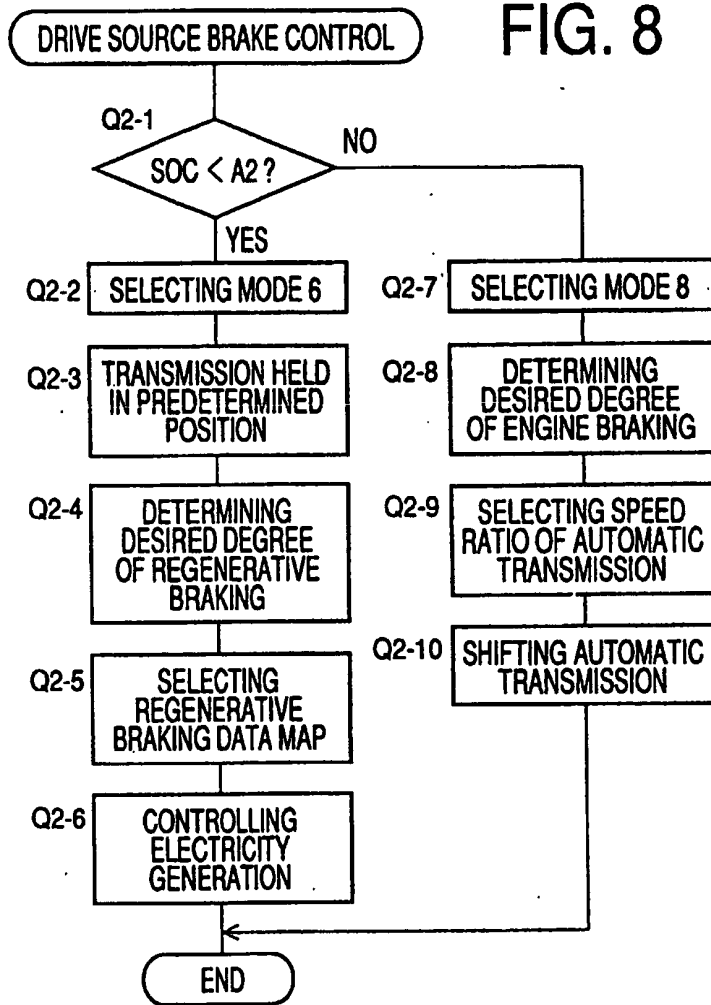 FIG. 8
DRIVE SOURCE BRAKE CONTROL
Q2-1
SOC < A2 ?
NO
YES
Q2-2
SELECTING MODE 6
Q2-3
TRANSMISSION HELD
IN PREDETERMINED
POSITION
Q2-4
DETERMINING
DESIRED DEGREE
OF REGENERATIVE
BRAKING
Q2-5
SELECTING
REGENERATIVE
BRAKING DATA MAP
Q2-6
CONTROLLING
ELECTRICITY
GENERATION
Q2-7
SELECTING MODE 8
Q2-8
DETERMINING
DESIRED DEGREE
OF ENGINE BRAKING
Q2-9
SELECTING SPEED
RATIO OF AUTOMATIC
TRANSMISSION
Q2-10
SHIFTING AUTOMATIC
TRANSMISSION
END